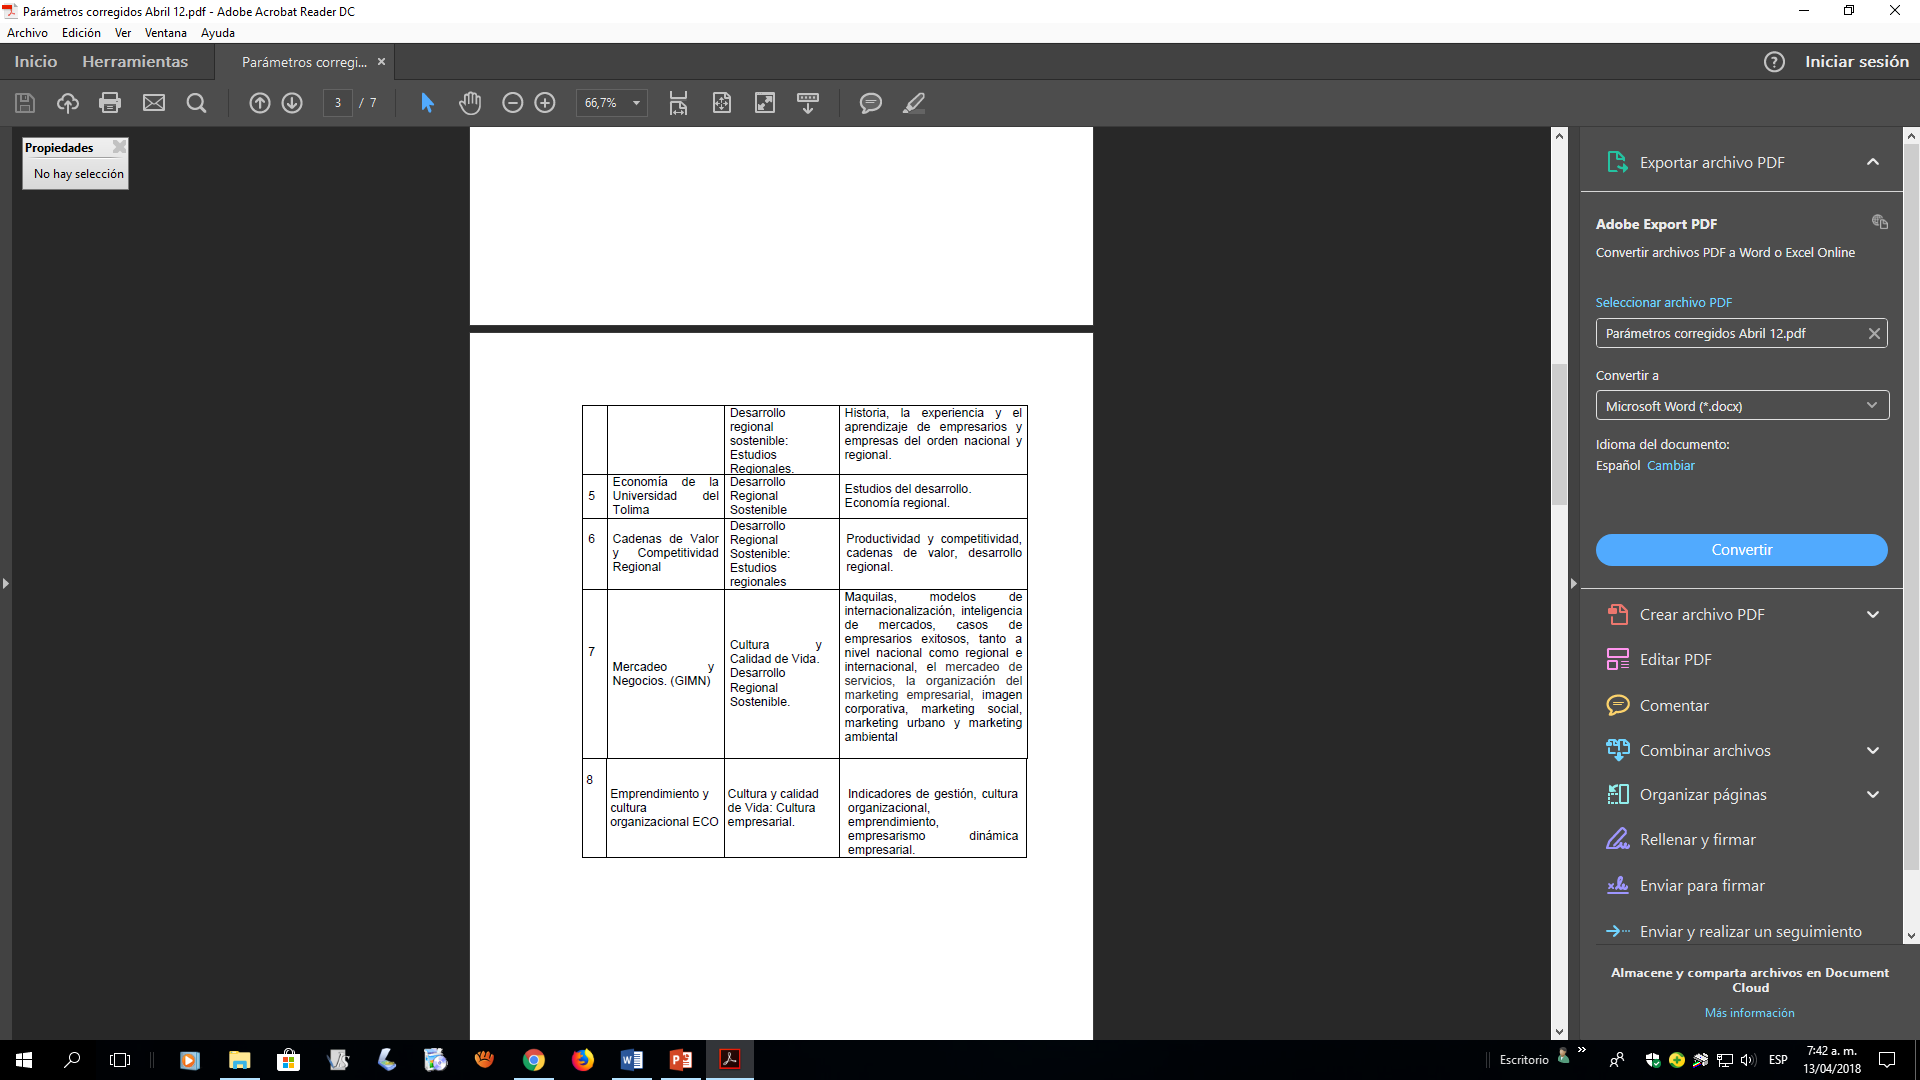 Parámetros corregidos Abril 12.pdf - Adobe Acrobat Reader DC
Archivo Edición Ver Ventana Ayuda
Inicio Herramientas Parámetros corregi... × Iniciar sesión
3 / 7 66,7%
Propiedades
No hay selección
Desarrollo
regional
sostenible:
Estudios
Regionales.
Historia, la experiencia y el
aprendizaje de empresarios y
empresas del orden nacional y
regional.
5
Economía de la
Universidad del
Tolima
Desarrollo
Regional
Sostenible
Estudios del desarrollo.
Economía regional.
6
Cadenas de Valor
y Competitividad
Regional
Desarrollo
Regional
Sostenible:
Estudios
regionales
Productividad y competitividad,
cadenas de valor, desarrollo
regional.
7
Mercadeo y
Negocios. (GIMN)
Cultura y
Calidad de Vida.
Desarrollo
Regional
Sostenible.
Maquilas, modelos de
internacionalización, inteligencia
de mercados, casos de
empresarios exitosos, tanto a
nivel nacional como regional e
internacional, el mercadeo de
servicios, la organización del
marketing empresarial, imagen
corporativa, marketing social,
marketing urbano y marketing
ambiental
8
Emprendimiento y
cultura
organizacional ECO
Cultura y calidad
de Vida: Cultura
empresarial.
Indicadores de gestión, cultura
organizacional,
emprendimiento,
empresarismo dinámica
empresarial.
Exportar archivo PDF
Adobe Export PDF
Convertir archivos PDF a Word o Excel Online
Seleccionar archivo PDF
Parámetros corregidos Abril 12.pdf
Convertir a
Microsoft Word (*.docx)
Idioma del documento:
Español Cambiar
Convertir
Crear archivo PDF
Editar PDF
Comentar
Combinar archivos
Organizar páginas
Rellenar y firmar
Enviar para firmar
Enviar y realizar un seguimiento
Almacene y comparta archivos en Document
Cloud
Más información
Escritorio » ESP
7:42 a. m.
13/04/2018